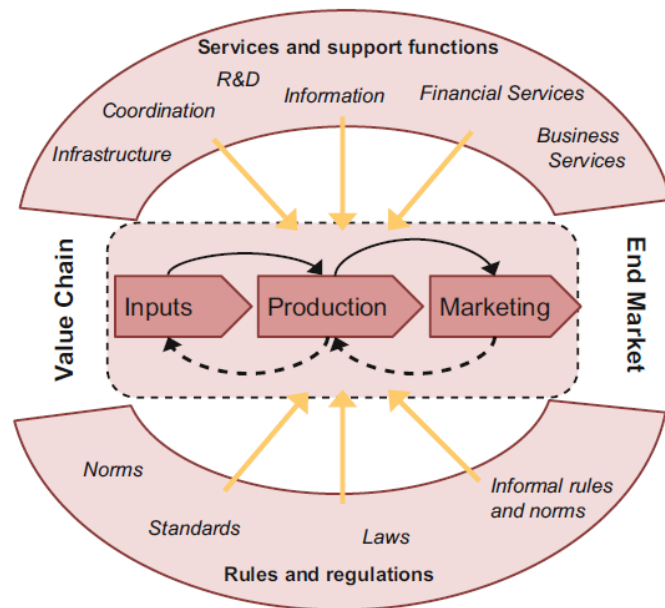 Services and support functions
R&D
Coordination
Information
Financial Services
Infrastructure
Business
Services
Value Chain
Inputs
Production
Marketing
End Market
Norms
Standards
Laws
Informal rules
and norms
Rules and regulations